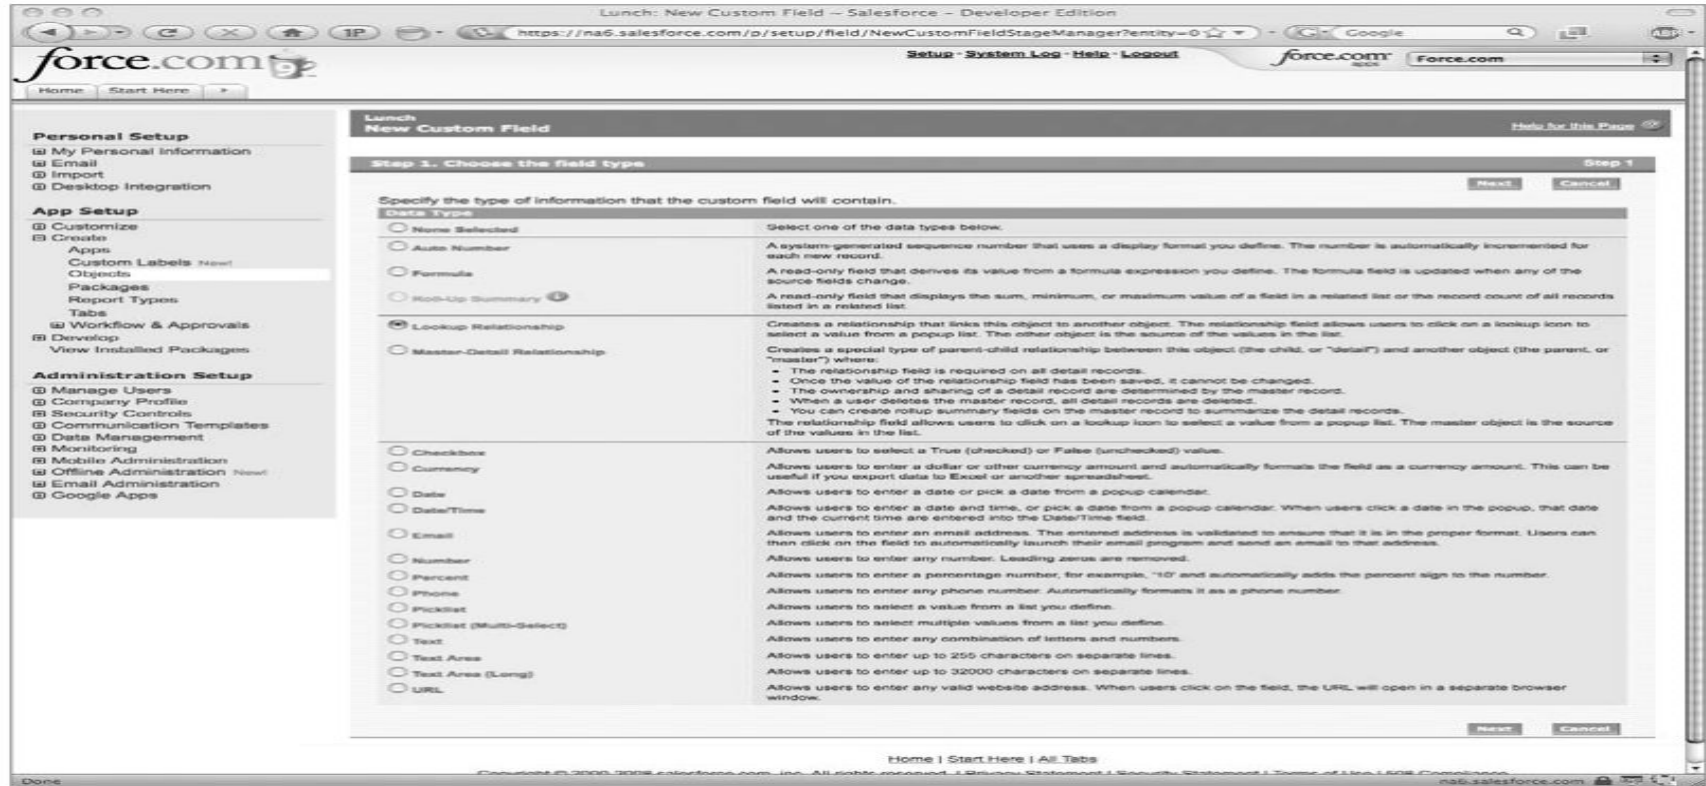 Lunch: New Custom Field – Salesforce – Developer Edition
1P https://na6.salesforce.com/p/setup/field/NewCustomFieldStageManager?entity=0 Google ABP
force.com Setup · System Log · Help · Logout force.com apps Force.com
Home Start Here
Personal Setup
My Personal Information
Email
Import
Desktop Integration
App Setup
Customize
Create
Apps
Custom Labels New!
Objects
Packages
Report Types
Tabs
Workflow & Approvals
Develop
View Installed Packages
Administration Setup
Manage Users
Company Profile
Security Controls
Communication Templates
Data Management
Monitoring
Mobile Administration
Offline Administration New!
Email Administration
Google Apps
Lunch
New Custom Field Help for this Page
Step 1. Choose the field type Step 1
Next Cancel
Specify the type of information that the custom field will contain.
Data Type
None Selected Select one of the data types below.
Auto Number A system-generated sequence number that uses a display format you define. The number is automatically incremented for
each new record.
Formula A read-only field that derives its value from a formula expression you define. The formula field is updated when any of the
source fields change.
Roll-Up Summary A read-only field that displays the sum, minimum, or maximum value of a field in a related list or the record count of all records
listed in a related list.
Lookup Relationship Creates a relationship that links this object to another object. The relationship field allows users to click on a lookup icon to
select a value from a popup list. The other object is the source of the values in the list.
Master-Detail Relationship Creates a special type of parent-child relationship between this object (the child, or "detail") and another object (the parent, or
"master") where:
• The relationship field is required on all detail records.
• Once the value of the relationship field has been saved, it cannot be changed.
• The ownership and sharing of a detail record are determined by the master record.
• When a user deletes the master record, all detail records are deleted.
• You can create rollup summary fields on the master record to summarize the detail records.
The relationship field allows users to click on a lookup icon to select a value from a popup list. The master object is the source
of the values in the list.
Checkbox Allows users to select a True (checked) or False (unchecked) value.
Currency Allows users to enter a dollar or other currency amount and automatically formats the field as a currency amount. This can be
useful if you export data to Excel or another spreadsheet.
Date Allows users to enter a date or pick a date from a popup calendar.
Date/Time Allows users to enter a date and time, or pick a date from a popup calendar. When users click a date in the popup, that date
and the current time are entered into the Date/Time field.
Email Allows users to enter an email address. The entered address is validated to ensure that it is in the proper format. Users can
then click on the field to automatically launch their email program and send an email to that address.
Number Allows users to enter any number. Leading zeros are removed.
Percent Allows users to enter a percentage number, for example, '10' and automatically adds the percent sign to the number.
Phone Allows users to enter any phone number. Automatically formats it as a phone number.
Picklist Allows users to select a value from a list you define.
Picklist (Multi-Select) Allows users to select multiple values from a list you define.
Text Allows users to enter any combination of letters and numbers.
Text Area Allows users to enter up to 255 characters on separate lines.
Text Area (Long) Allows users to enter up to 32000 characters on separate lines.
URL Allows users to enter any valid website address. When users click on the field, the URL will open in a separate browser
window.
Next Cancel
Home | Start Here | All Tabs
Copyright © 2000-2008 salesforce.com, inc. All rights reserved. | Privacy Statement | Security Statement | Terms of Use | 508 Compliance
Done na6.salesforce.com